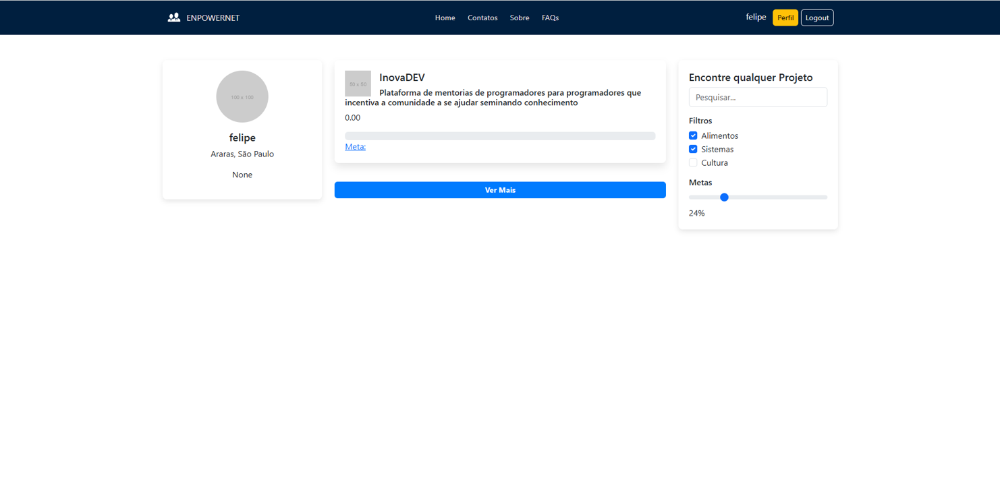 ENPOWERNET
Home Contatos Sobre FAQs
felipe Perfil Logout
100 x 100
felipe
Araras, São Paulo
None
50 x 50
InovaDEV
Plataforma de mentorias de programadores para programadores que
incentiva a comunidade a se ajudar seminando conhecimento
0.00
Meta:
Ver Mais
Encontre qualquer Projeto
Pesquisar...
Filtros
Alimentos
Sistemas
Cultura
Metas
24%